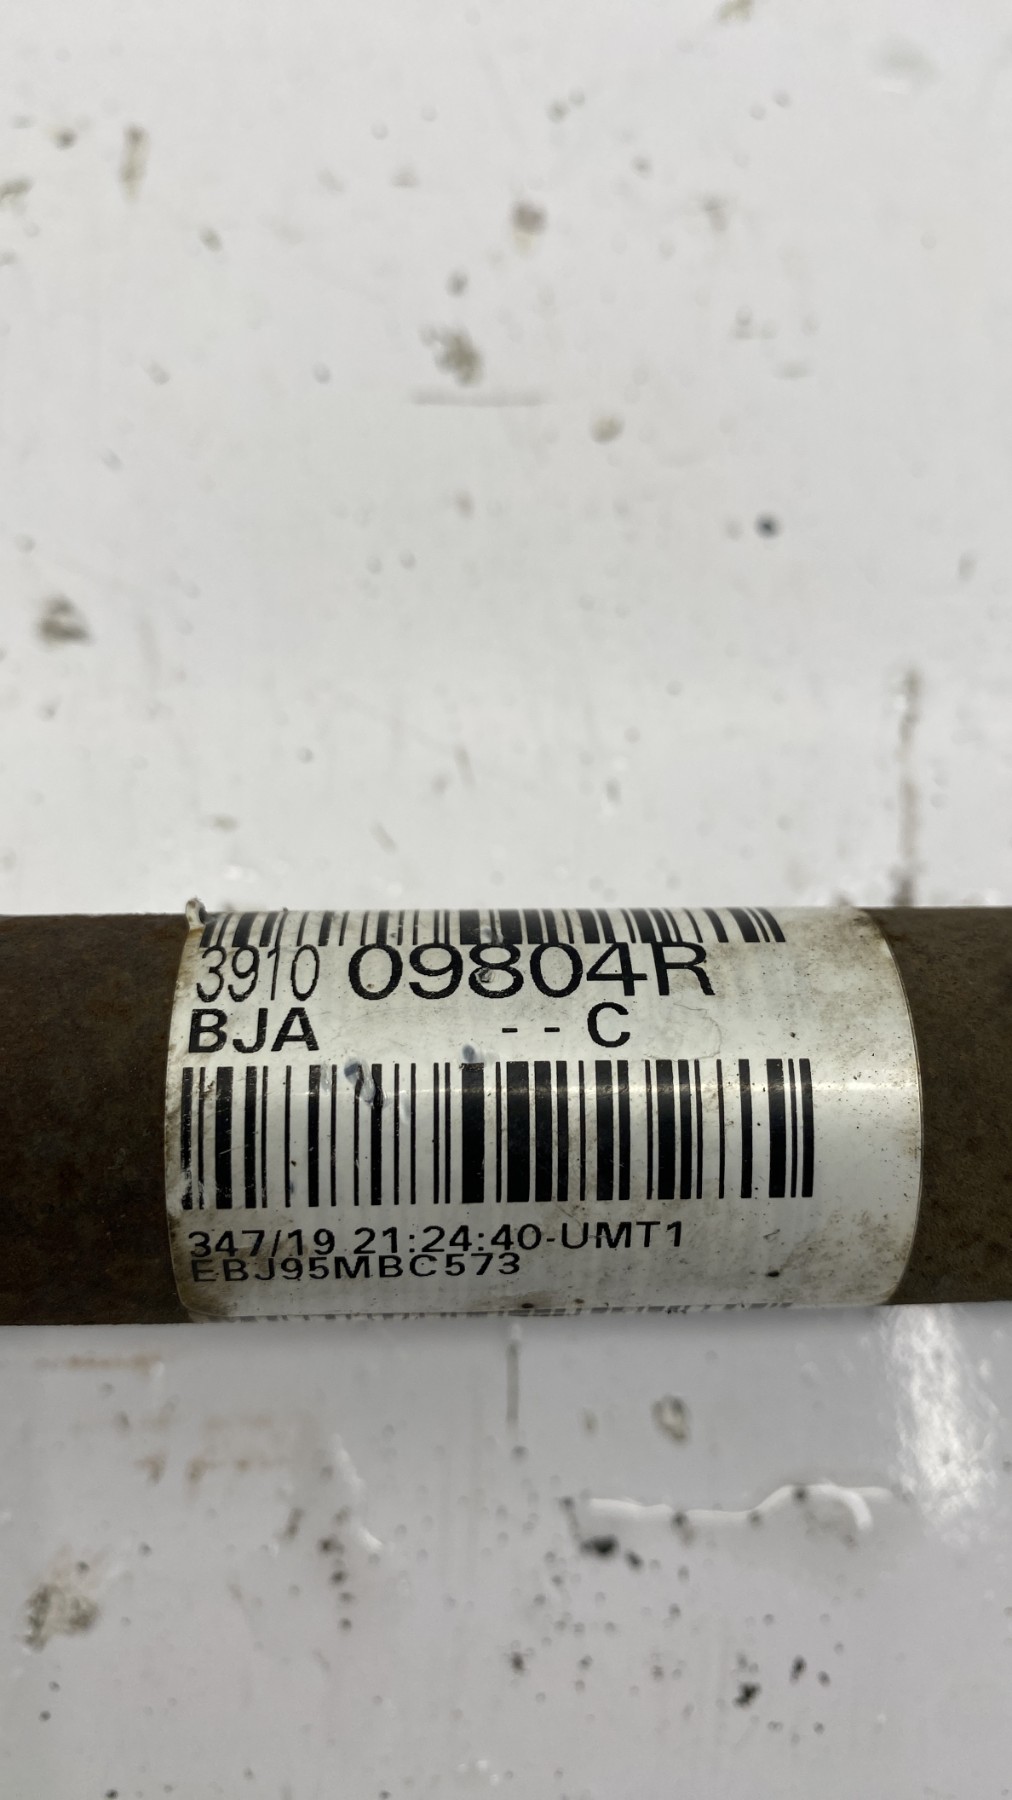 3910 09804R
BJA -- C
347/19 21:24:40-UMT1
EBJ95MBC573